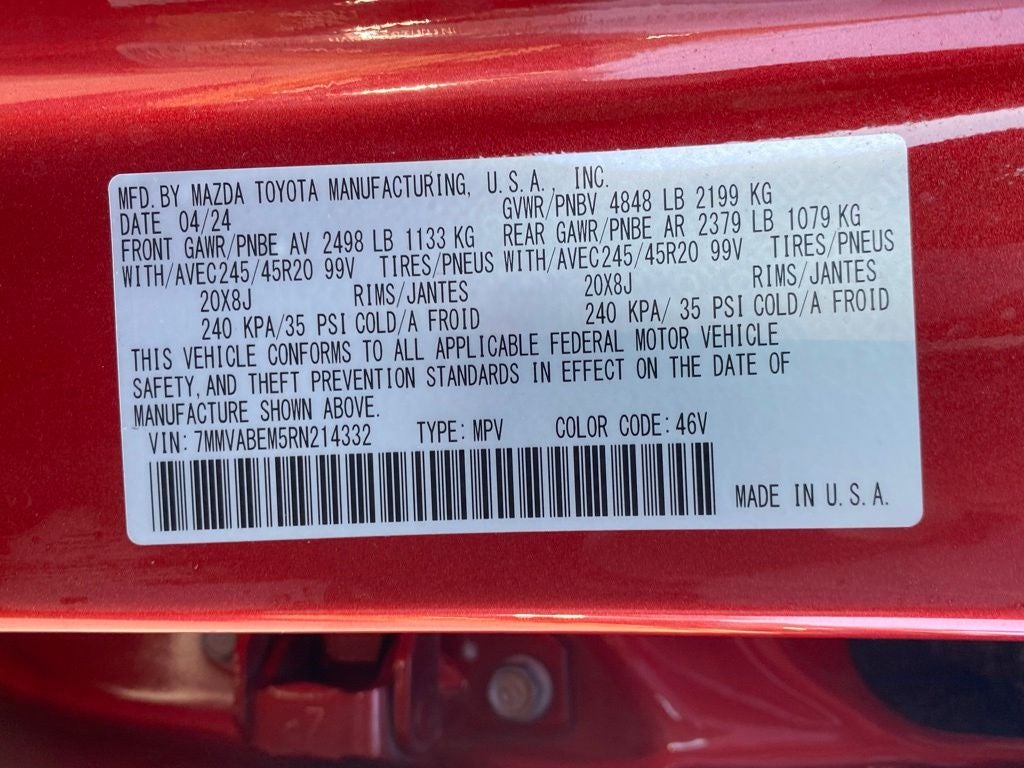 MFD. BY MAZDA TOYOTA MANUFACTURING, U.S.A., INC.
DATE 04/24 GVWR/PNBV 4848 LB 2199 KG
FRONT GAWR/PNBE AV 2498 LB 1133 KG REAR GAWR/PNBE AR 2379 LB 1079 KG
WITH/AVEC 245/45R20 99V TIRES/PNEUS WITH/AVEC 245/45R20 99V TIRES/PNEUS
20X8J RIMS/JANTES 20X8J RIMS/JANTES
240 KPA/35 PSI COLD/A FROID 240 KPA/ 35 PSI COLD/A FROID
THIS VEHICLE CONFORMS TO ALL APPLICABLE FEDERAL MOTOR VEHICLE
SAFETY, AND THEFT PREVENTION STANDARDS IN EFFECT ON THE DATE OF
MANUFACTURE SHOWN ABOVE.
VIN: 7MMVABEM5RN214332 TYPE: MPV COLOR CODE: 46V
MADE IN U.S.A.